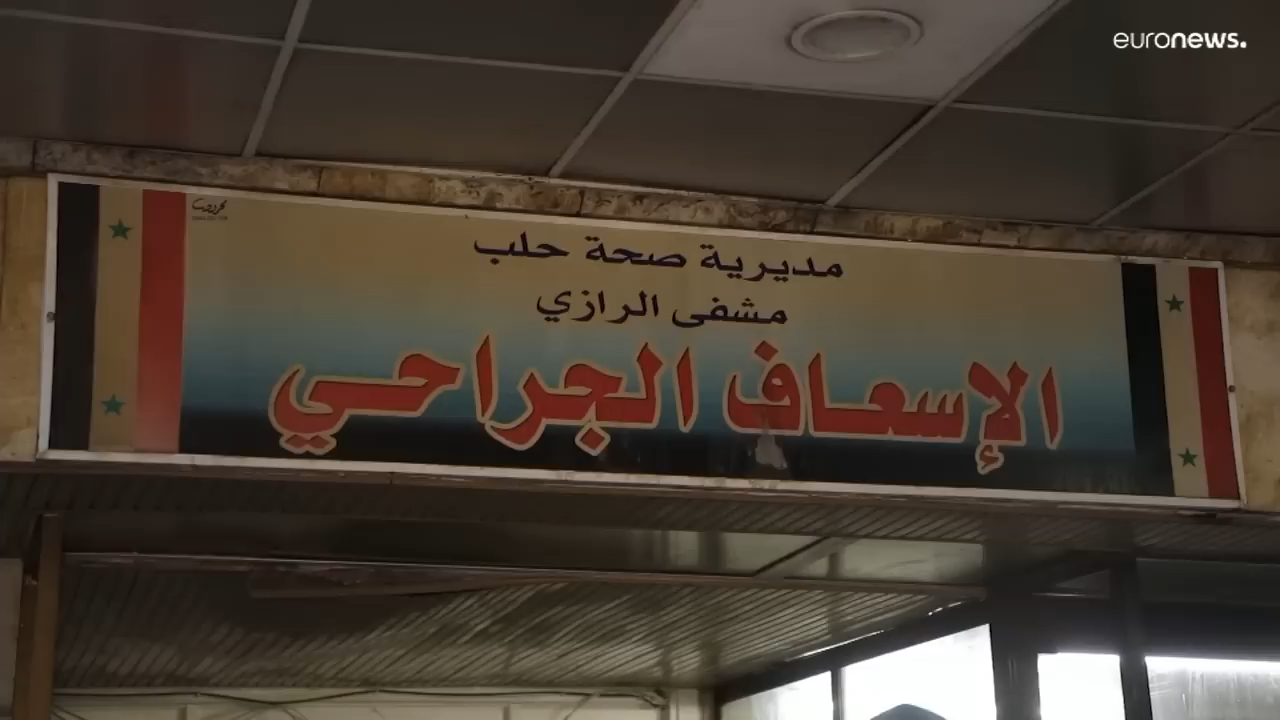 euronews.
مديرية صحة حلب
مشفى الرازي
الإسعاف الجراحي